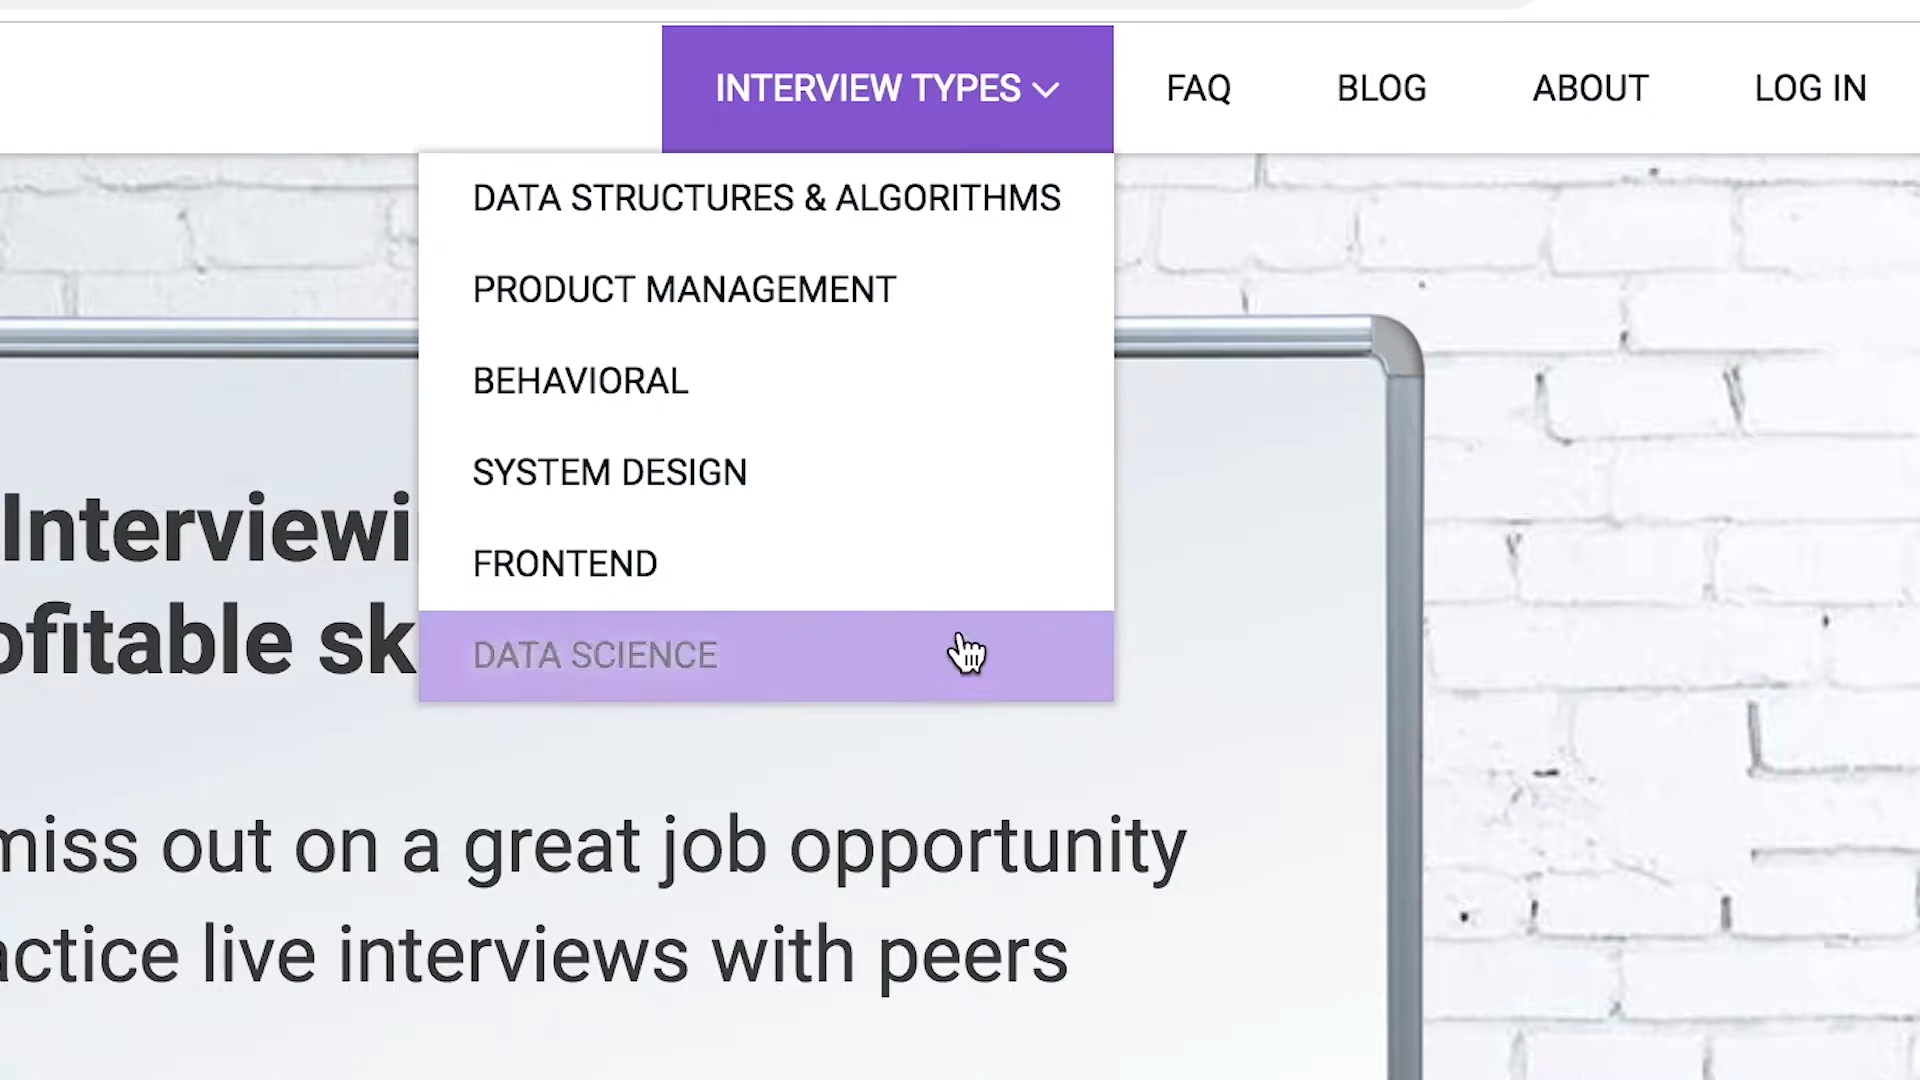 INTERVIEW TYPES FAQ BLOG ABOUT LOG IN
DATA STRUCTURES & ALGORITHMS
PRODUCT MANAGEMENT
BEHAVIORAL
SYSTEM DESIGN
FRONTEND
DATA SCIENCE
Interviewi
ofitable sk
miss out on a great job opportunity
actice live interviews with peers